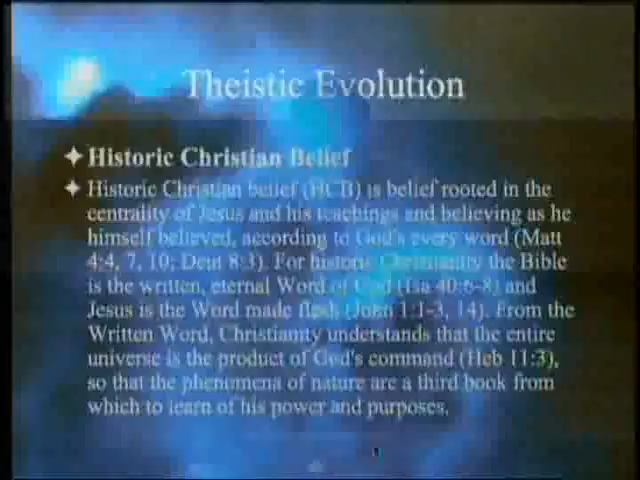 Theistic Evolution
Historic Christian Belief
Historic Christian belief (HCB) is belief rooted in the
centrality of Jesus and his teachings and believing as he
himself believed, according to God's every word (Matt
4:4, 7, 10; Deut 8:3). For historic Christianity the Bible
is the written, eternal Word of God (Isa 40:6-8) and
Jesus is the Word made flesh (John 1:1-3, 14). From the
Written Word, Christianity understands that the entire
universe is the product of God's command (Heb 11:3),
so that the phenomena of nature are a third book from
which to learn of his power and purposes.